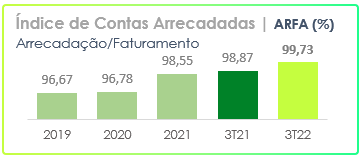 Índice de Contas Arrecadadas | ARFA (%)
Arrecadação/Faturamento
96,67 96,78 98,55 98,87 99,73
2019 2020 2021 3T21 3T22